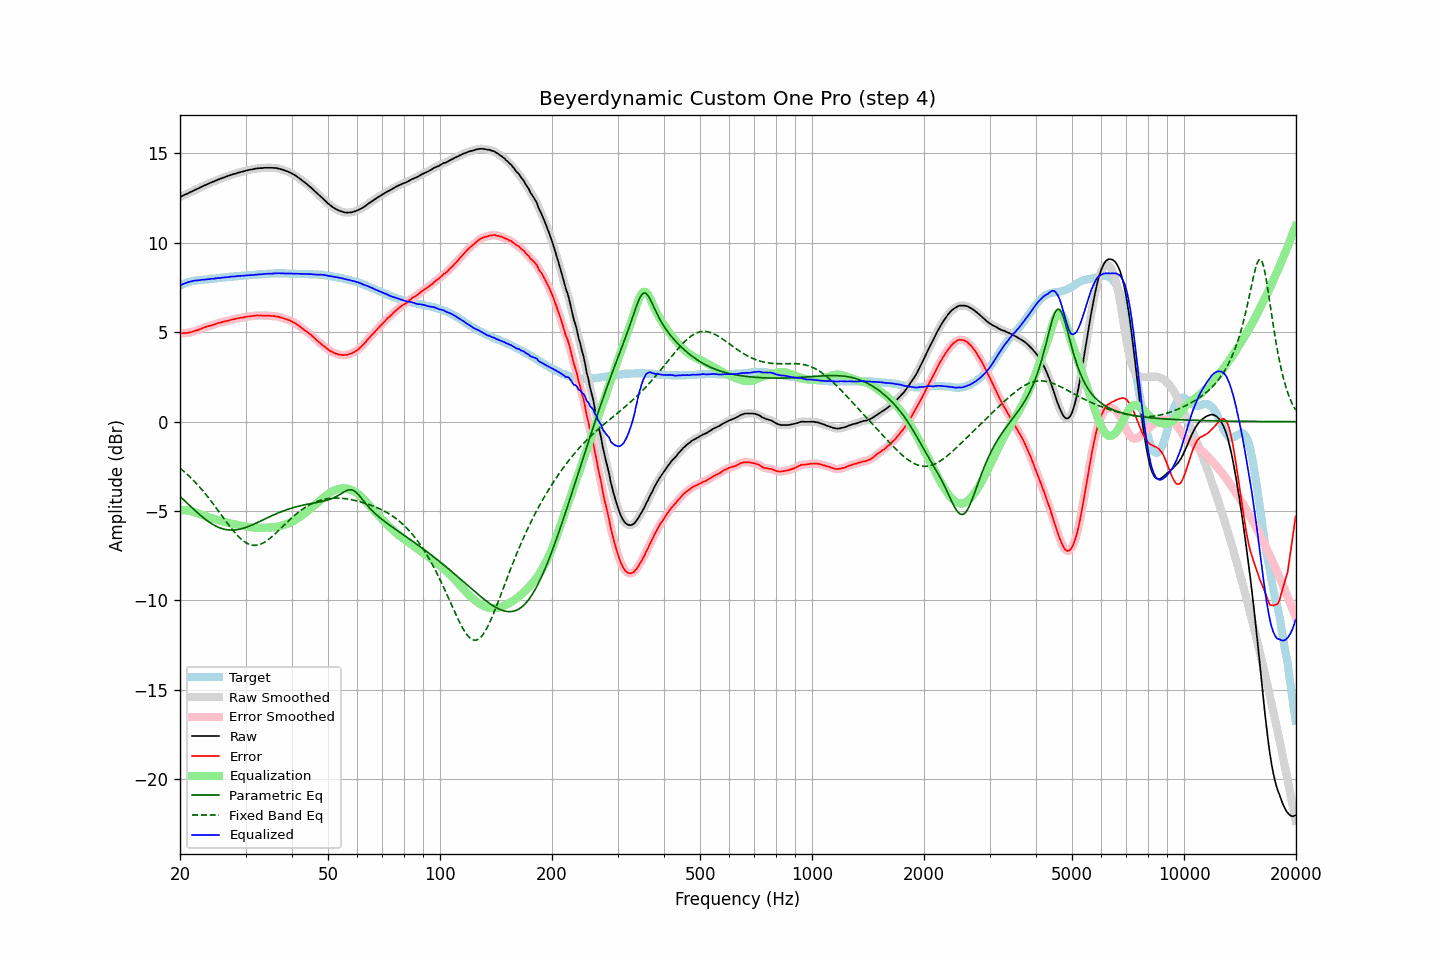 Beyerdynamic Custom One Pro (step 4)
15
10
5
0
−5
−10
−15
−20
Amplitude (dBr)
Target
Raw Smoothed
Error Smoothed
Raw
Error
Equalization
Parametric Eq
Fixed Band Eq
Equalized
20 50 100 200 500 1000 2000 5000 10000 20000
Frequency (Hz)